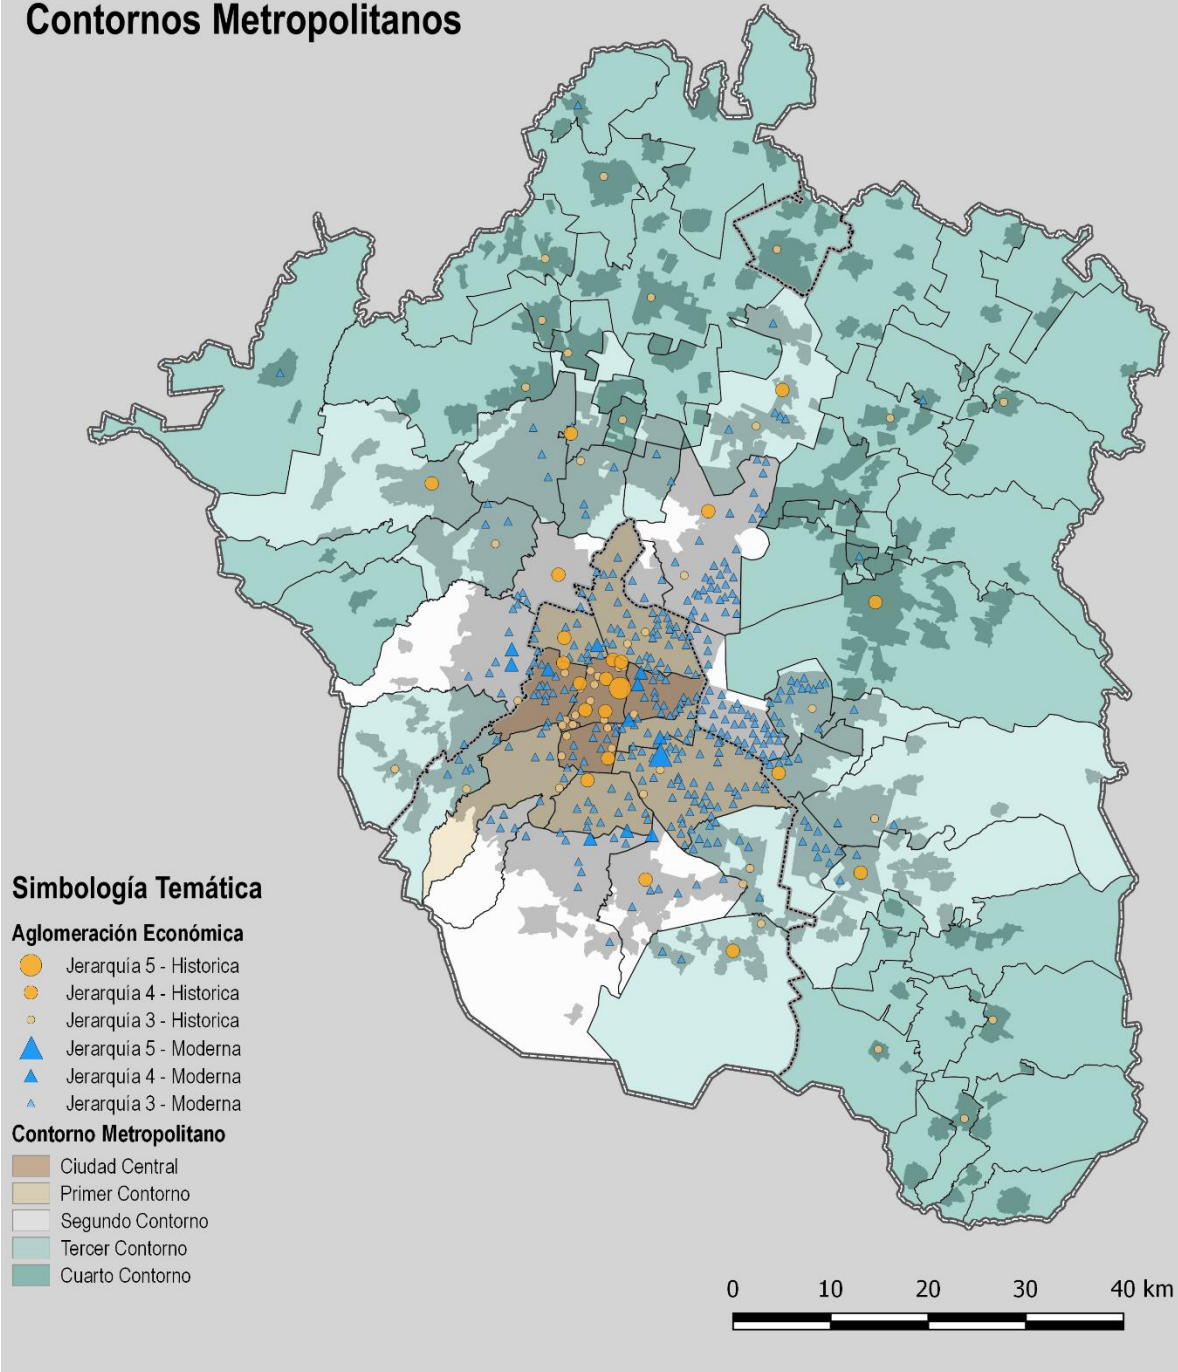 Contornos Metropolitanos
Simbología Temática
Aglomeración Económica
Jerarquía 5 - Historica
Jerarquía 4 - Historica
Jerarquía 3 - Historica
Jerarquía 5 - Moderna
Jerarquía 4 - Moderna
Jerarquía 3 - Moderna
Contorno Metropolitano
Ciudad Central
Primer Contorno
Segundo Contorno
Tercer Contorno
Cuarto Contorno
0 10 20 30 40 km